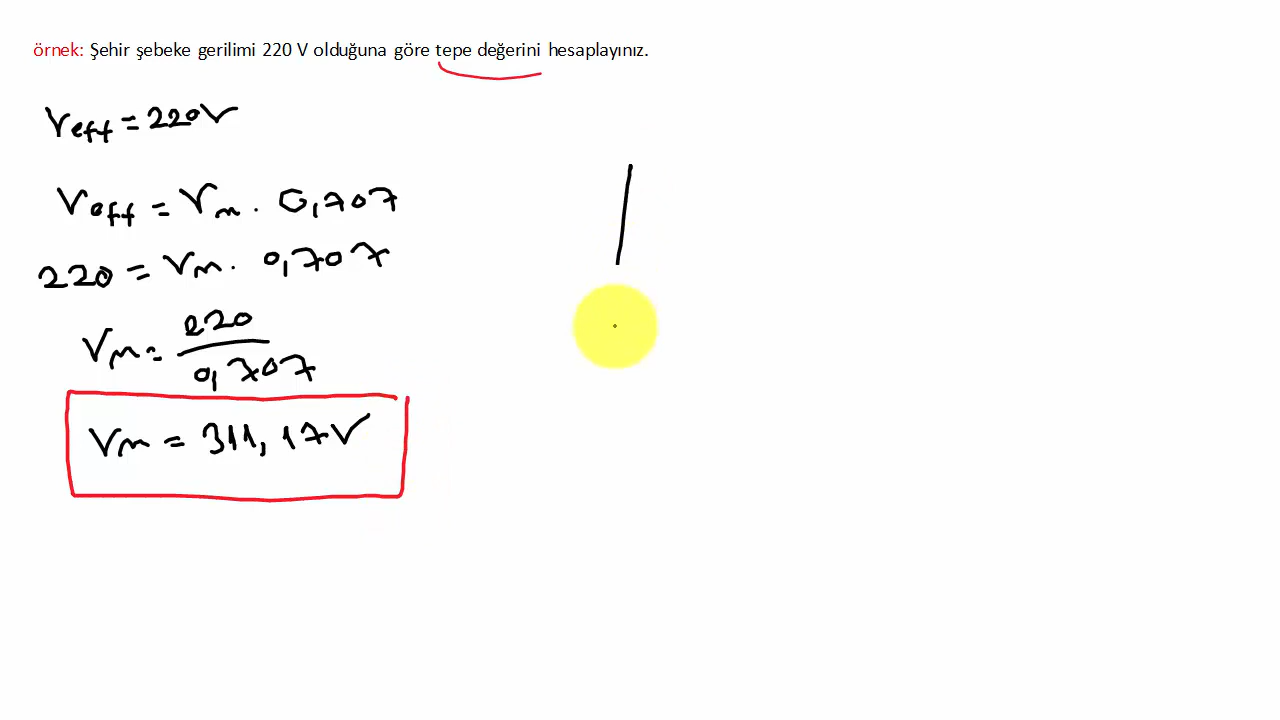 örnek: Şehir şebeke gerilimi 220 V olduğuna göre tepe değerini hesaplayınız.
Veff = 220V
Veff = Vm . 0,707
220 = Vm . 0,707
Vm = 220 / 0,707
Vm = 311,17V